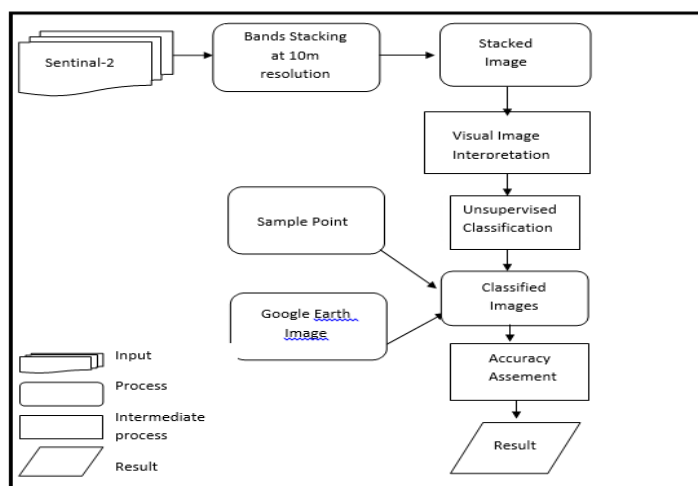 Sentinal-2
Bands Stacking
at 10m
resolution
Stacked
Image
Visual Image
Interpretation
Unsupervised
Classification
Sample Point
Classified
Images
Google Earth
Image
Accuracy
Assement
Result
Input
Process
Intermediate
process
Result